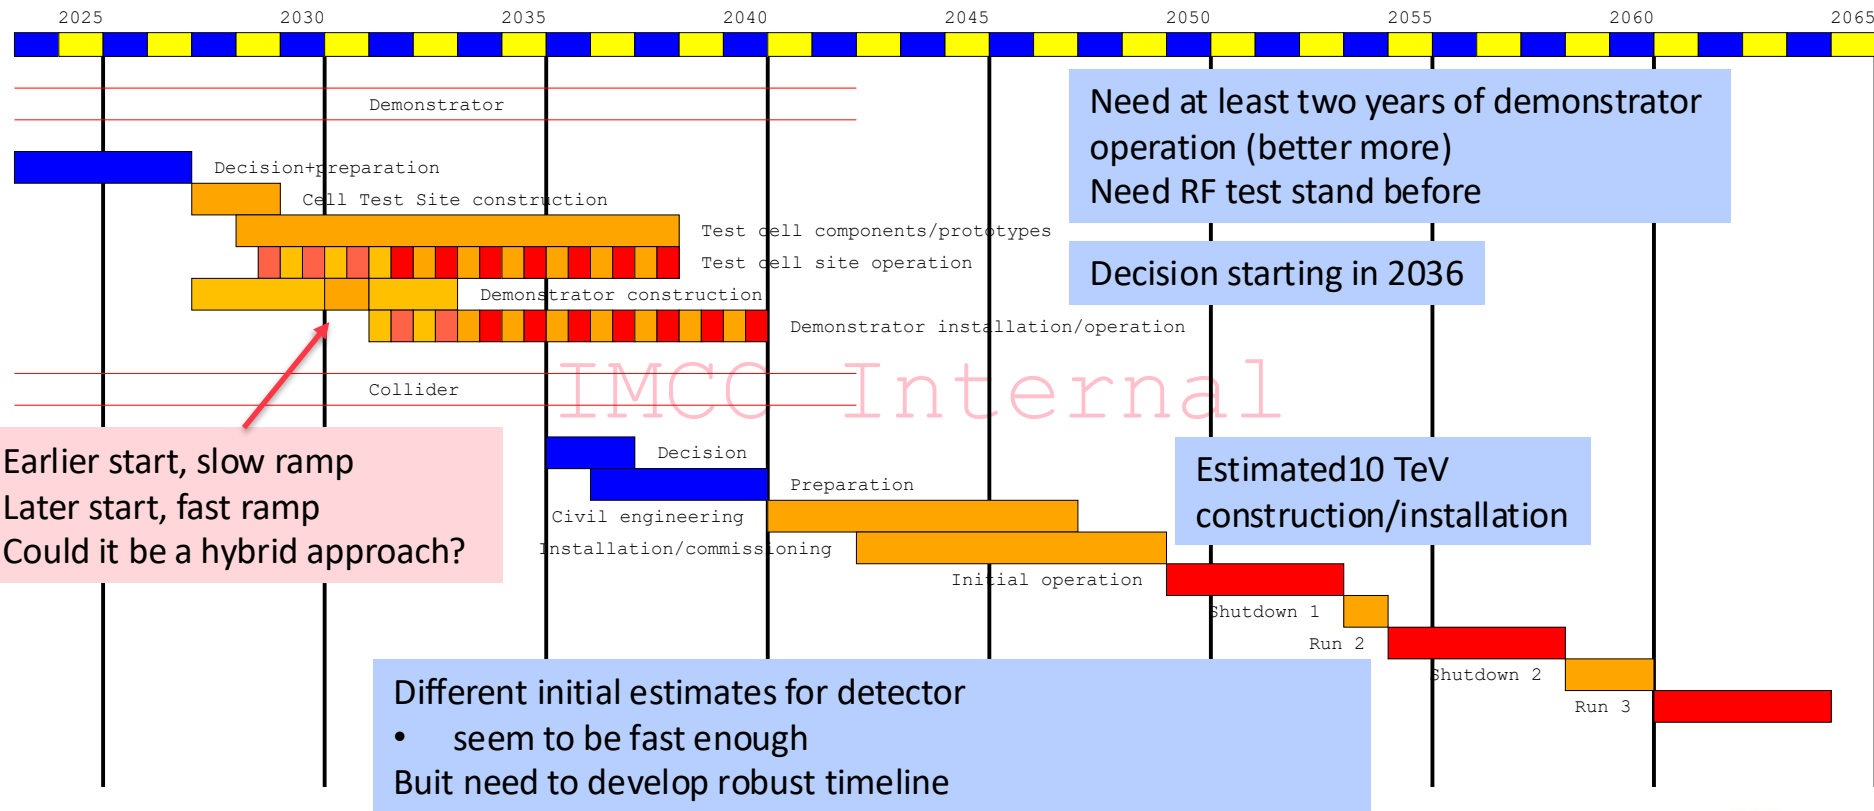 2025 2030 2035 2040 2045 2050 2055 2060 2065
Demonstrator
Need at least two years of demonstrator
operation (better more)
Need RF test stand before
Decision+preparation
Cell Test Site construction
Test cell components/prototypes
Test cell site operation
Decision starting in 2036
Demonstrator construction
Demonstrator installation/operation
IMCC Internal
Collider
Earlier start, slow ramp
Later start, fast ramp
Could it be a hybrid approach?
Decision
Preparation
Estimated10 TeV
construction/installation
Civil engineering
Installation/commissioning
Initial operation
Shutdown 1
Run 2
Shutdown 2
Run 3
Different initial estimates for detector
• seem to be fast enough
Buit need to develop robust timeline